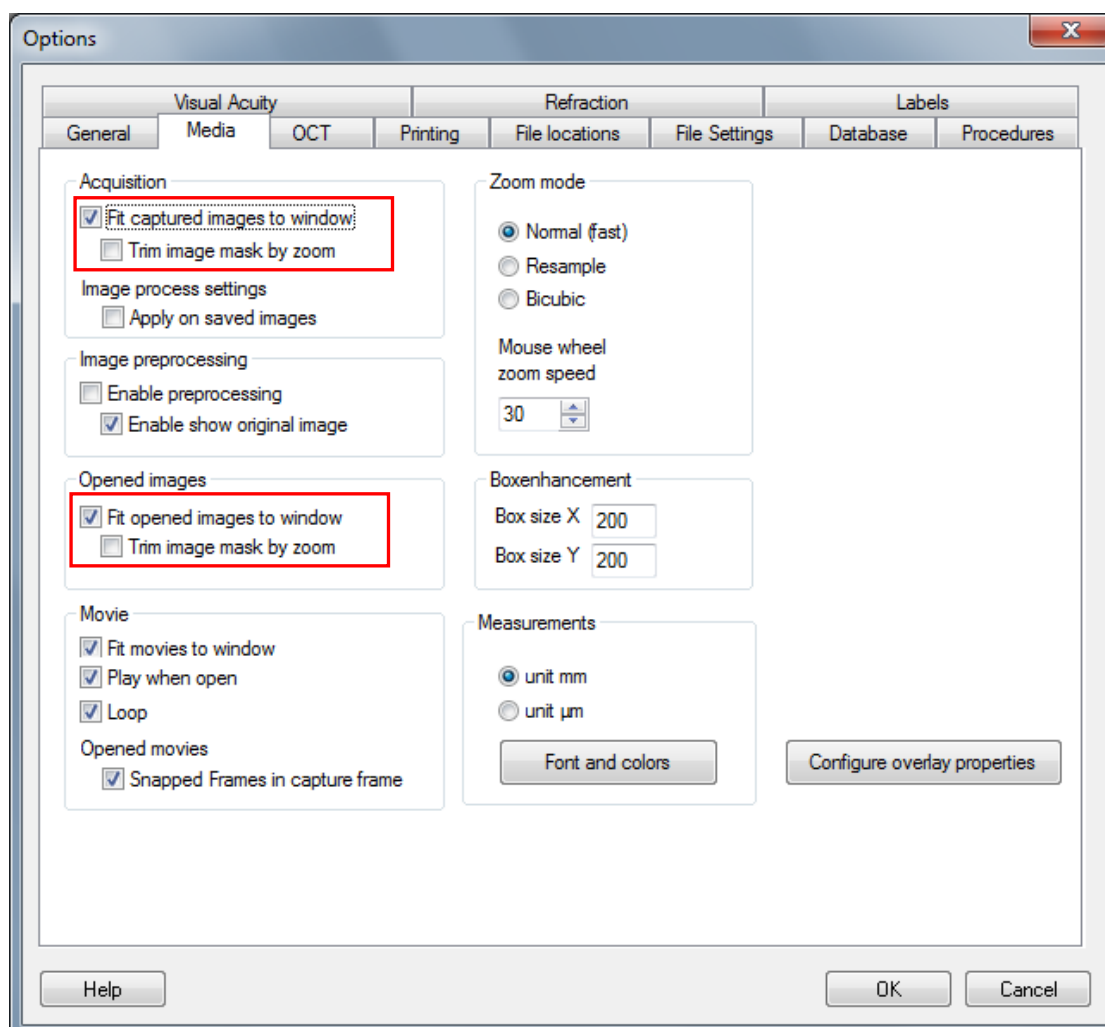 Options
x
Visual Acuity
Refraction
Labels
General
Media
OCT
Printing
File locations
File Settings
Database
Procedures
Acquisition
Fit captured images to window
Trim image mask by zoom
Image process settings
Apply on saved images
Image preprocessing
Enable preprocessing
Enable show original image
Opened images
Fit opened images to window
Trim image mask by zoom
Movie
Fit movies to window
Play when open
Loop
Opened movies
Snapped Frames in capture frame
Zoom mode
Normal (fast)
Resample
Bicubic
Mouse wheel
zoom speed
30
Boxenhancement
Box size X 200
Box size Y 200
Measurements
unit mm
unit µm
Font and colors
Configure overlay properties
Help
OK
Cancel